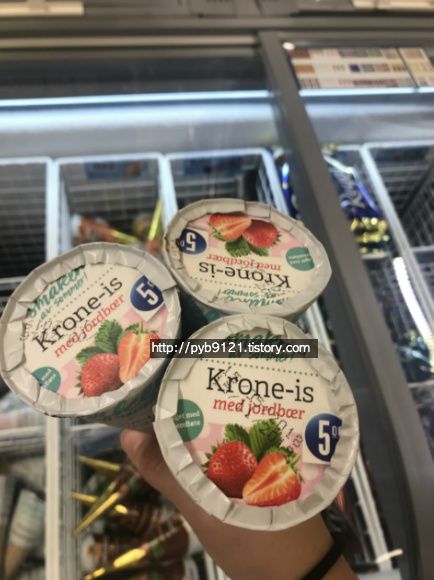 Krone-is
med jordbær
5
Smaken
av sommer!
Krone-is
med jordbær
5
http://pyb9121.tistory.com
Krone-is
med jordbær
5